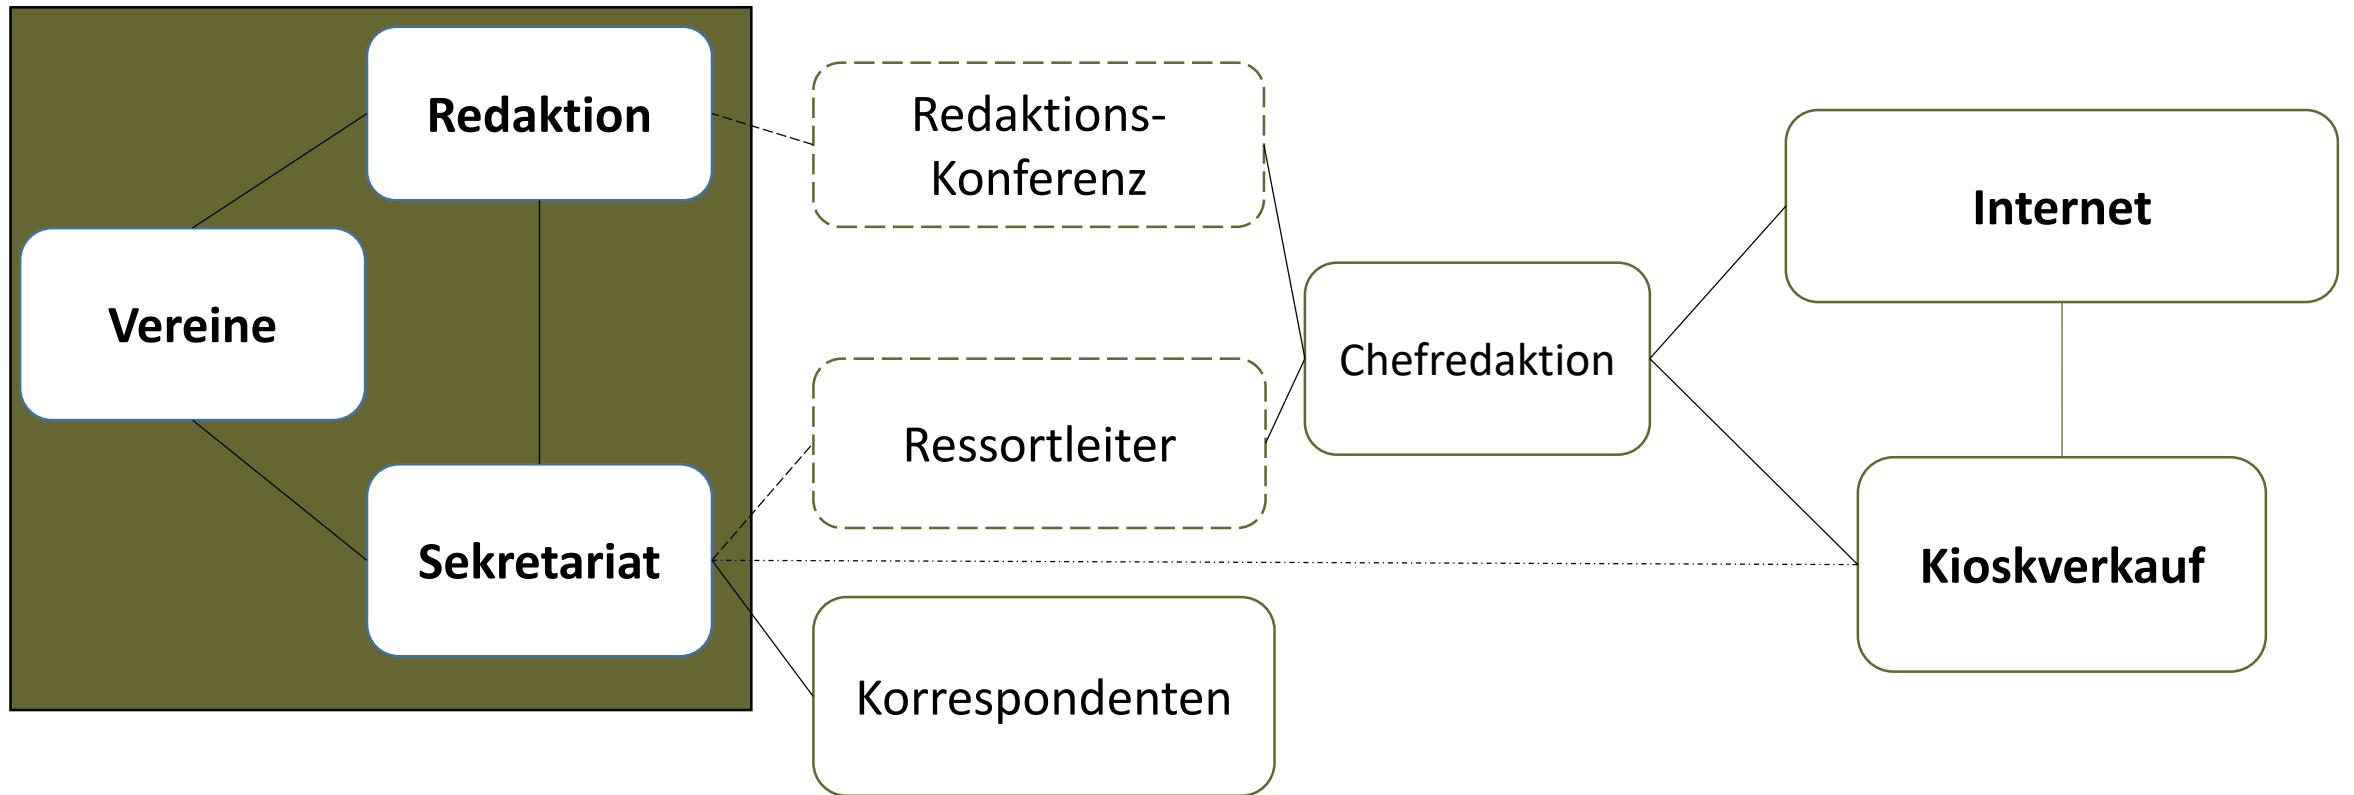 Redaktion
Vereine
Sekretariat
Redaktions-
Konferenz
Ressortleiter
Korrespondenten
Chefredaktion
Internet
Kioskverkauf